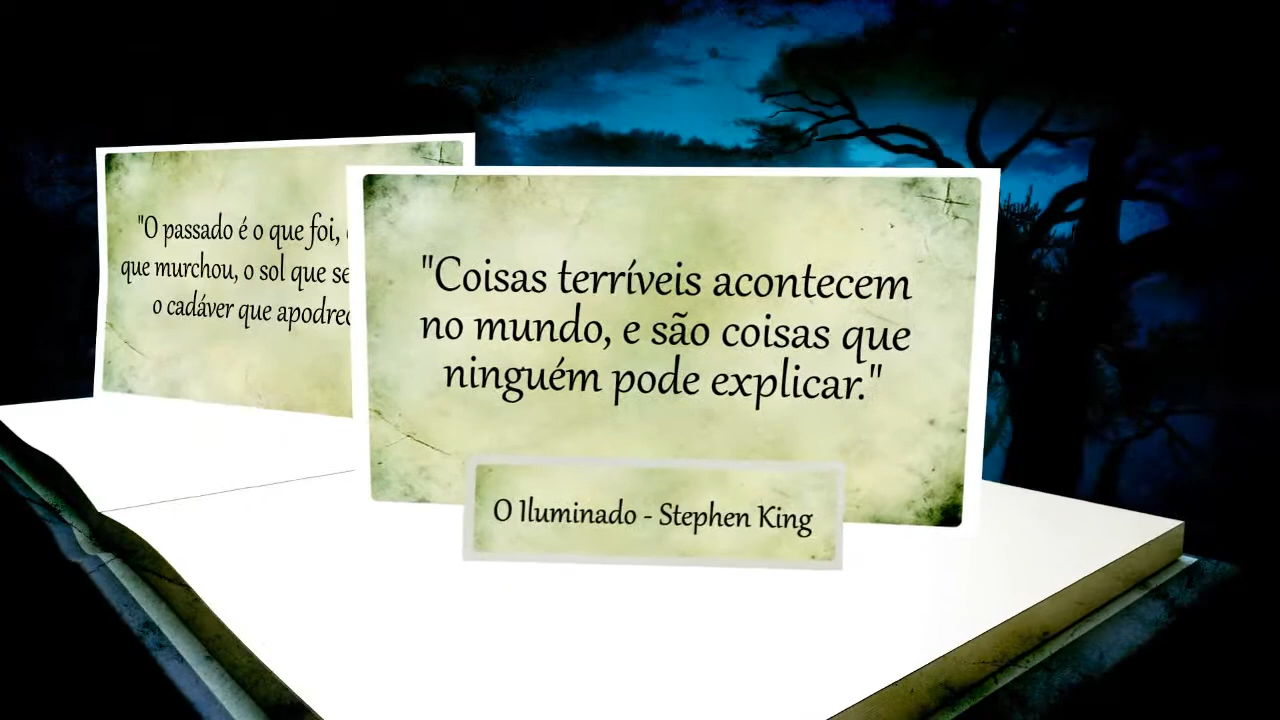 "O passado é o que foi,
que murchou, o sol que se
o cadáver que
"Coisas terríveis acontecem
no mundo, e são coisas que
ninguém pode explicar."
O Iluminado - Stephen King